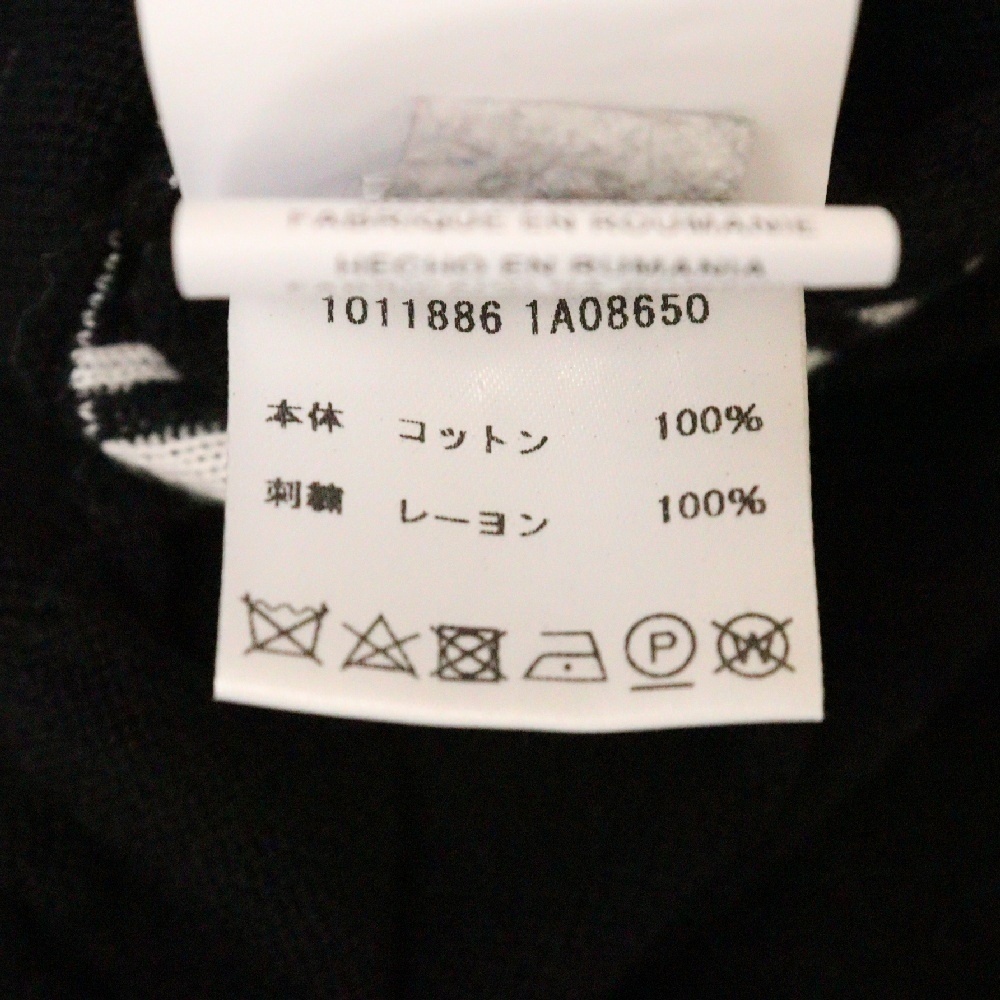 FABRIQUE EN ROUMANIE
HECHO EN RUMANIA
1011886 1A08650
本体 コットン 100%
刺繍 レーヨン 100%
P W